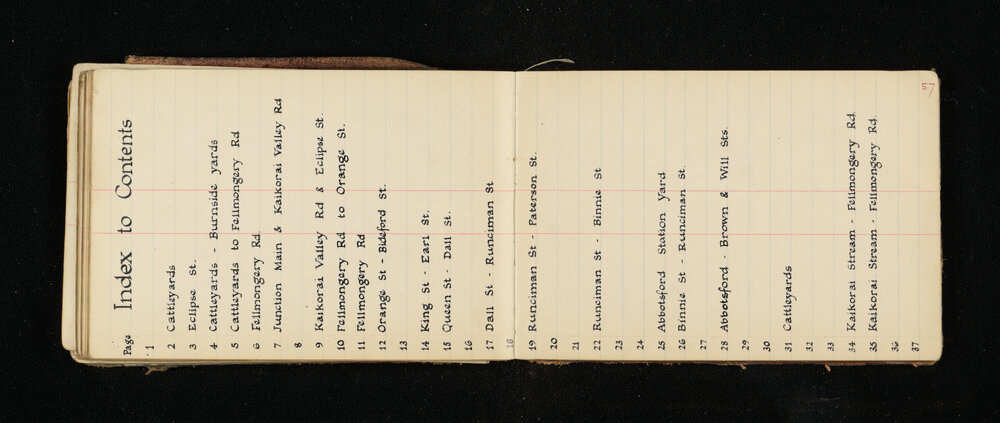 Index to Contents
Page
1
2 Cattleyards
3 Eclipse St.
4 Cattleyards - Burnside yards
5 Cattleyards to Fellmongery Rd
6 Fellmongery Rd.
7 Junction Main & Kaikorai Valley Rd
8
9 Kaikorai Valley Rd & Eclipse St.
10 Fellmongery Rd to Orange St.
11 Fellmongery Rd
12 Orange St - Bideford St.
13
14 King St - Earl St.
15 Queen St - Dall St.
16
17 Dall St - Runciman St
18
57
19 Runciman St - Paterson St.
20
21
22 Runciman St - Binnie St
23
24
25 Abbotsford Station Yard
26 Binnie St - Runciman St.
27
28 Abbotsford - Brown & Will Sts.
29
30
31 Cattleyards
32
33
34 Kaikorai Stream - Fellmongery Rd.
35 Kaikorai Stream - Fellmongery Rd.
36
37